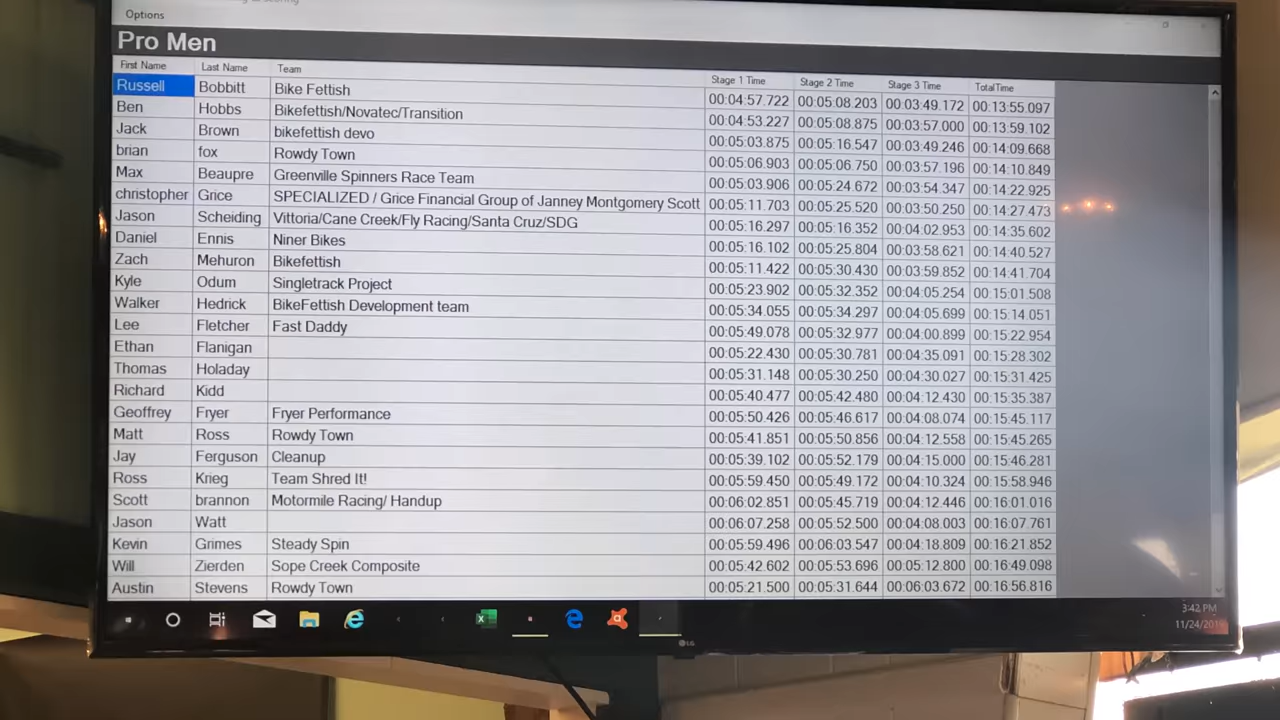 Options
Pro Men
First Name Last Name Team Stage 1 Time Stage 2 Time Stage 3 Time TotalTime
Russell Bobbitt Bike Fettish 00:04:57.722 00:05:08.203 00:03:49.172 00:13:55.097
Ben Hobbs Bikefettish/Novatec/Transition 00:04:53.227 00:05:08.875 00:03:57.000 00:13:59.102
Jack Brown bikefettish devo 00:05:03.875 00:05:16.547 00:03:49.246 00:14:09.668
brian fox Rowdy Town 00:05:06.903 00:05:06.750 00:03:57.196 00:14:10.849
Max Beaupre Greenville Spinners Race Team 00:05:03.906 00:05:24.672 00:03:54.347 00:14:22.925
christopher Grice SPECIALIZED / Grice Financial Group of Janney Montgomery Scott 00:05:11.703 00:05:25.520 00:03:50.250 00:14:27.473
Jason Scheiding Vittoria/Cane Creek/Fly Racing/Santa Cruz/SDG 00:05:16.297 00:05:16.352 00:04:02.953 00:14:35.602
Daniel Ennis Niner Bikes 00:05:16.102 00:05:25.804 00:03:58.621 00:14:40.527
Zach Mehuron Bikefettish 00:05:11.422 00:05:30.430 00:03:59.852 00:14:41.704
Kyle Odum Singletrack Project 00:05:23.902 00:05:32.352 00:04:05.254 00:15:01.508
Walker Hedrick BikeFettish Development team 00:05:34.055 00:05:34.297 00:04:05.699 00:15:14.051
Lee Fletcher Fast Daddy 00:05:49.078 00:05:32.977 00:04:00.899 00:15:22.954
Ethan Flanigan 00:05:22.430 00:05:30.781 00:04:35.091 00:15:28.302
Thomas Holaday 00:05:31.148 00:05:30.250 00:04:30.027 00:15:31.425
Richard Kidd 00:05:40.477 00:05:42.480 00:04:12.430 00:15:35.387
Geoffrey Fryer Fryer Performance 00:05:50.426 00:05:46.617 00:04:08.074 00:15:45.117
Matt Ross Rowdy Town 00:05:41.851 00:05:50.856 00:04:12.558 00:15:45.265
Jay Ferguson Cleanup 00:05:39.102 00:05:52.179 00:04:15.000 00:15:46.281
Ross Krieg Team Shred It! 00:05:59.450 00:05:49.172 00:04:10.324 00:15:58.946
Scott brannon Motormile Racing/ Handup 00:06:02.851 00:05:45.719 00:04:12.446 00:16:01.016
Jason Watt 00:06:07.258 00:05:52.500 00:04:08.003 00:16:07.761
Kevin Grimes Steady Spin 00:05:59.496 00:06:03.547 00:04:18.809 00:16:21.852
Will Zierden Sope Creek Composite 00:05:42.602 00:05:53.696 00:05:12.800 00:16:49.098
Austin Stevens Rowdy Town 00:05:21.500 00:05:31.644 00:06:03.672 00:16:56.816
3:42 PM
LG